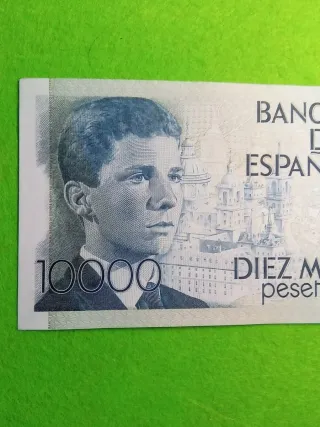 BANC
D
ESPAÑ
10000
DIEZ M
peset